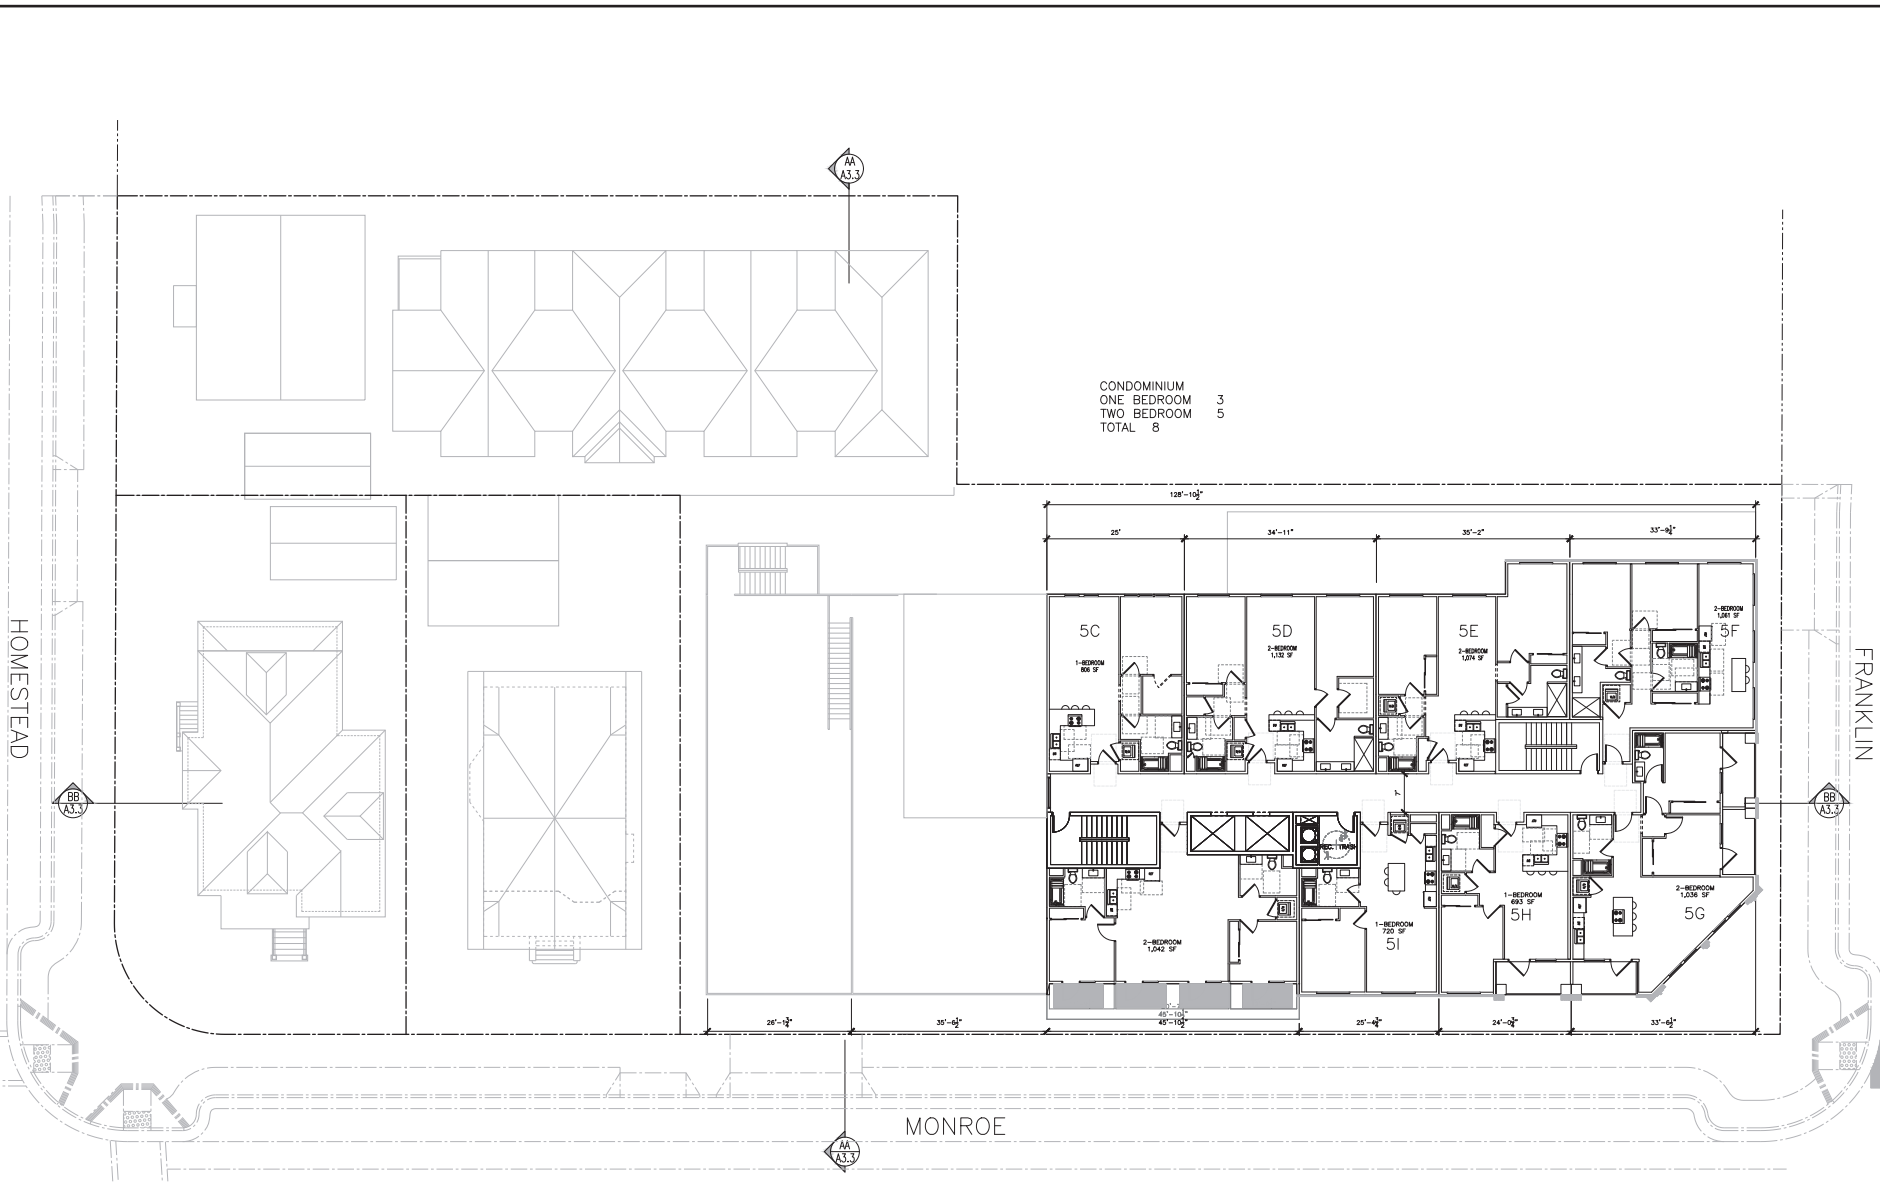 AA
A3.3
CONDOMINIUM
ONE BEDROOM 3
TWO BEDROOM 5
TOTAL 8
128'-10½"
25'
34'-11"
35'-2"
33'-9¼"
5C
1-BEDROOM
806 SF
5D
2-BEDROOM
1,132 SF
5E
2-BEDROOM
1,074 SF
2-BEDROOM
1,061 SF
5F
HOMESTEAD
FRANKLIN
BB
A3.3
BB
A3.3
REC. TRASH
2-BEDROOM
1,042 SF
1-BEDROOM
720 SF
5I
1-BEDROOM
693 SF
5H
2-BEDROOM
1,036 SF
5G
45'-10½"
26'-1¾"
35'-6½"
45'-10½"
25'-4¾"
24'-0¾"
33'-6½"
MONROE
AA
A3.3